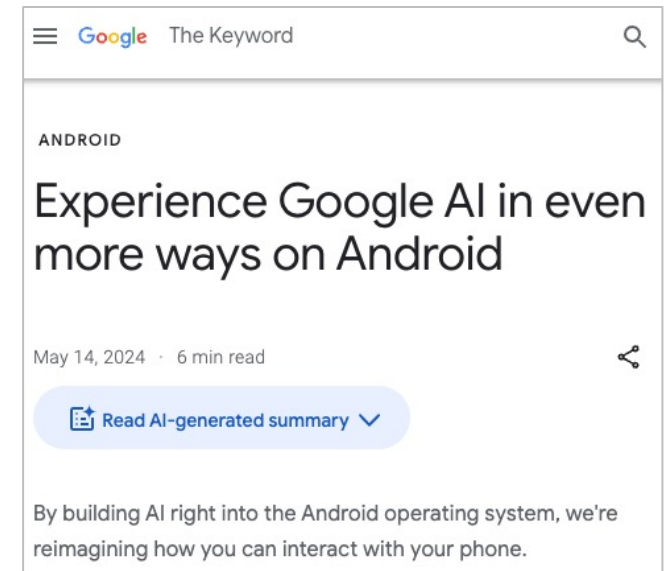 Google The Keyword
ANDROID
Experience Google AI in even
more ways on Android
May 14, 2024 · 6 min read
Read AI-generated summary
By building AI right into the Android operating system, we're
reimagining how you can interact with your phone.